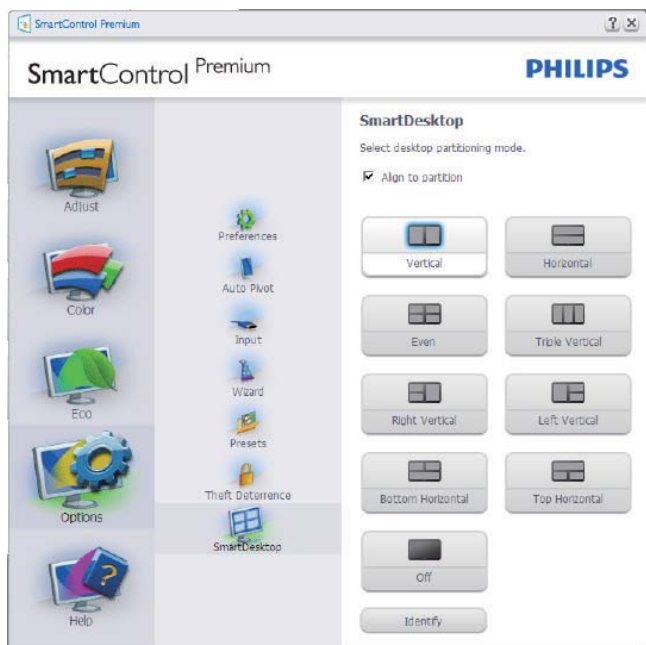 SmartControl Premium
? X
SmartControl Premium
PHILIPS
Adjust
Color
Eco
Options
Help
?
Preferences
Auto Pivot
Input
Wizard
Presets
Theft Deterrence
SmartDesktop
SmartDesktop
Select desktop partitioning mode.
Align to partition
Vertical
Horizontal
Even
Triple Vertical
Right Vertical
Left Vertical
Bottom Horizontal
Top Horizontal
Off
Identify